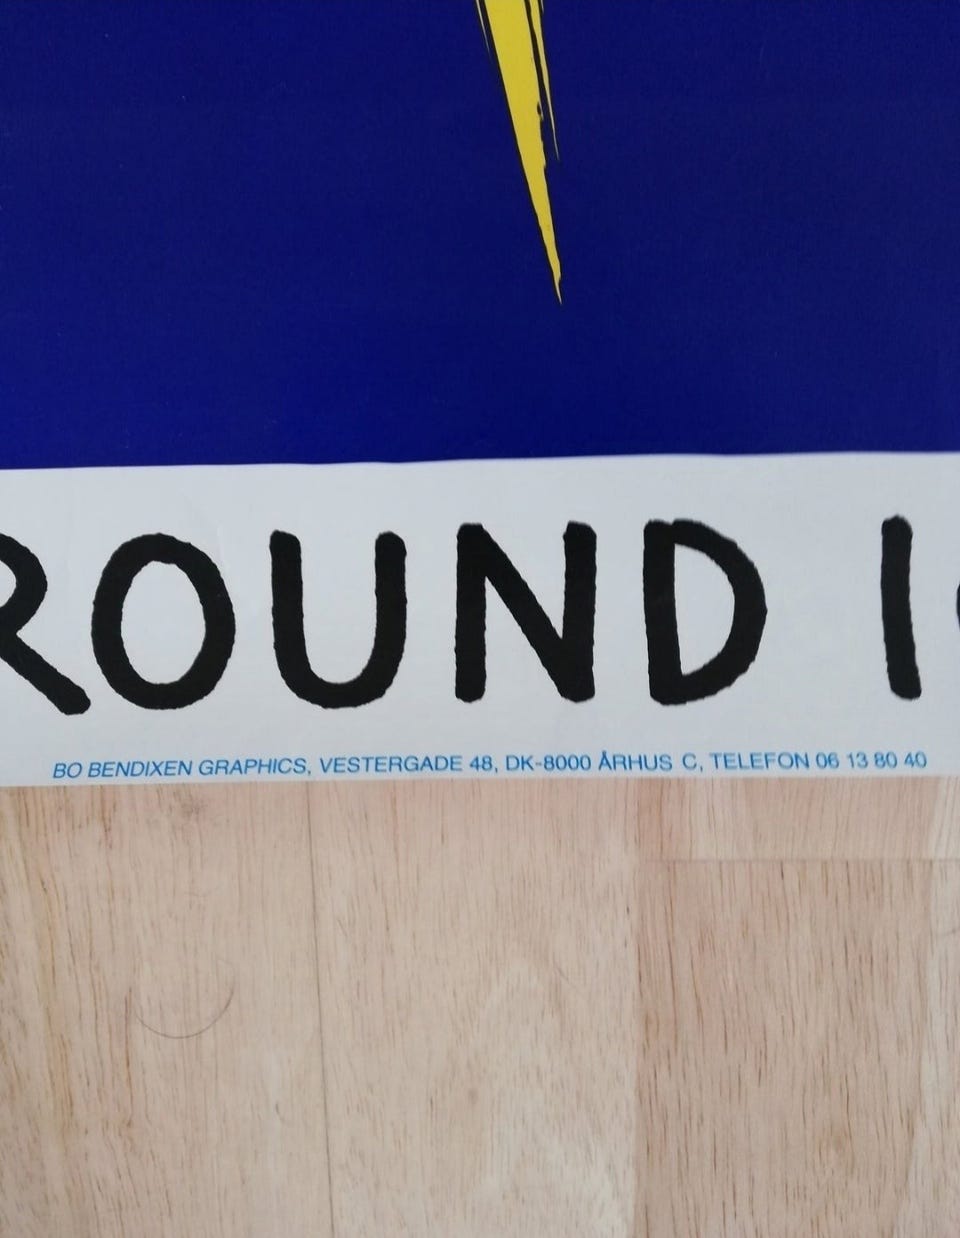 ROUND
BO BENDIXEN GRAPHICS, VESTERGADE 48, DK-8000 ÅRHUS C, TELEFON 06 13 80 40